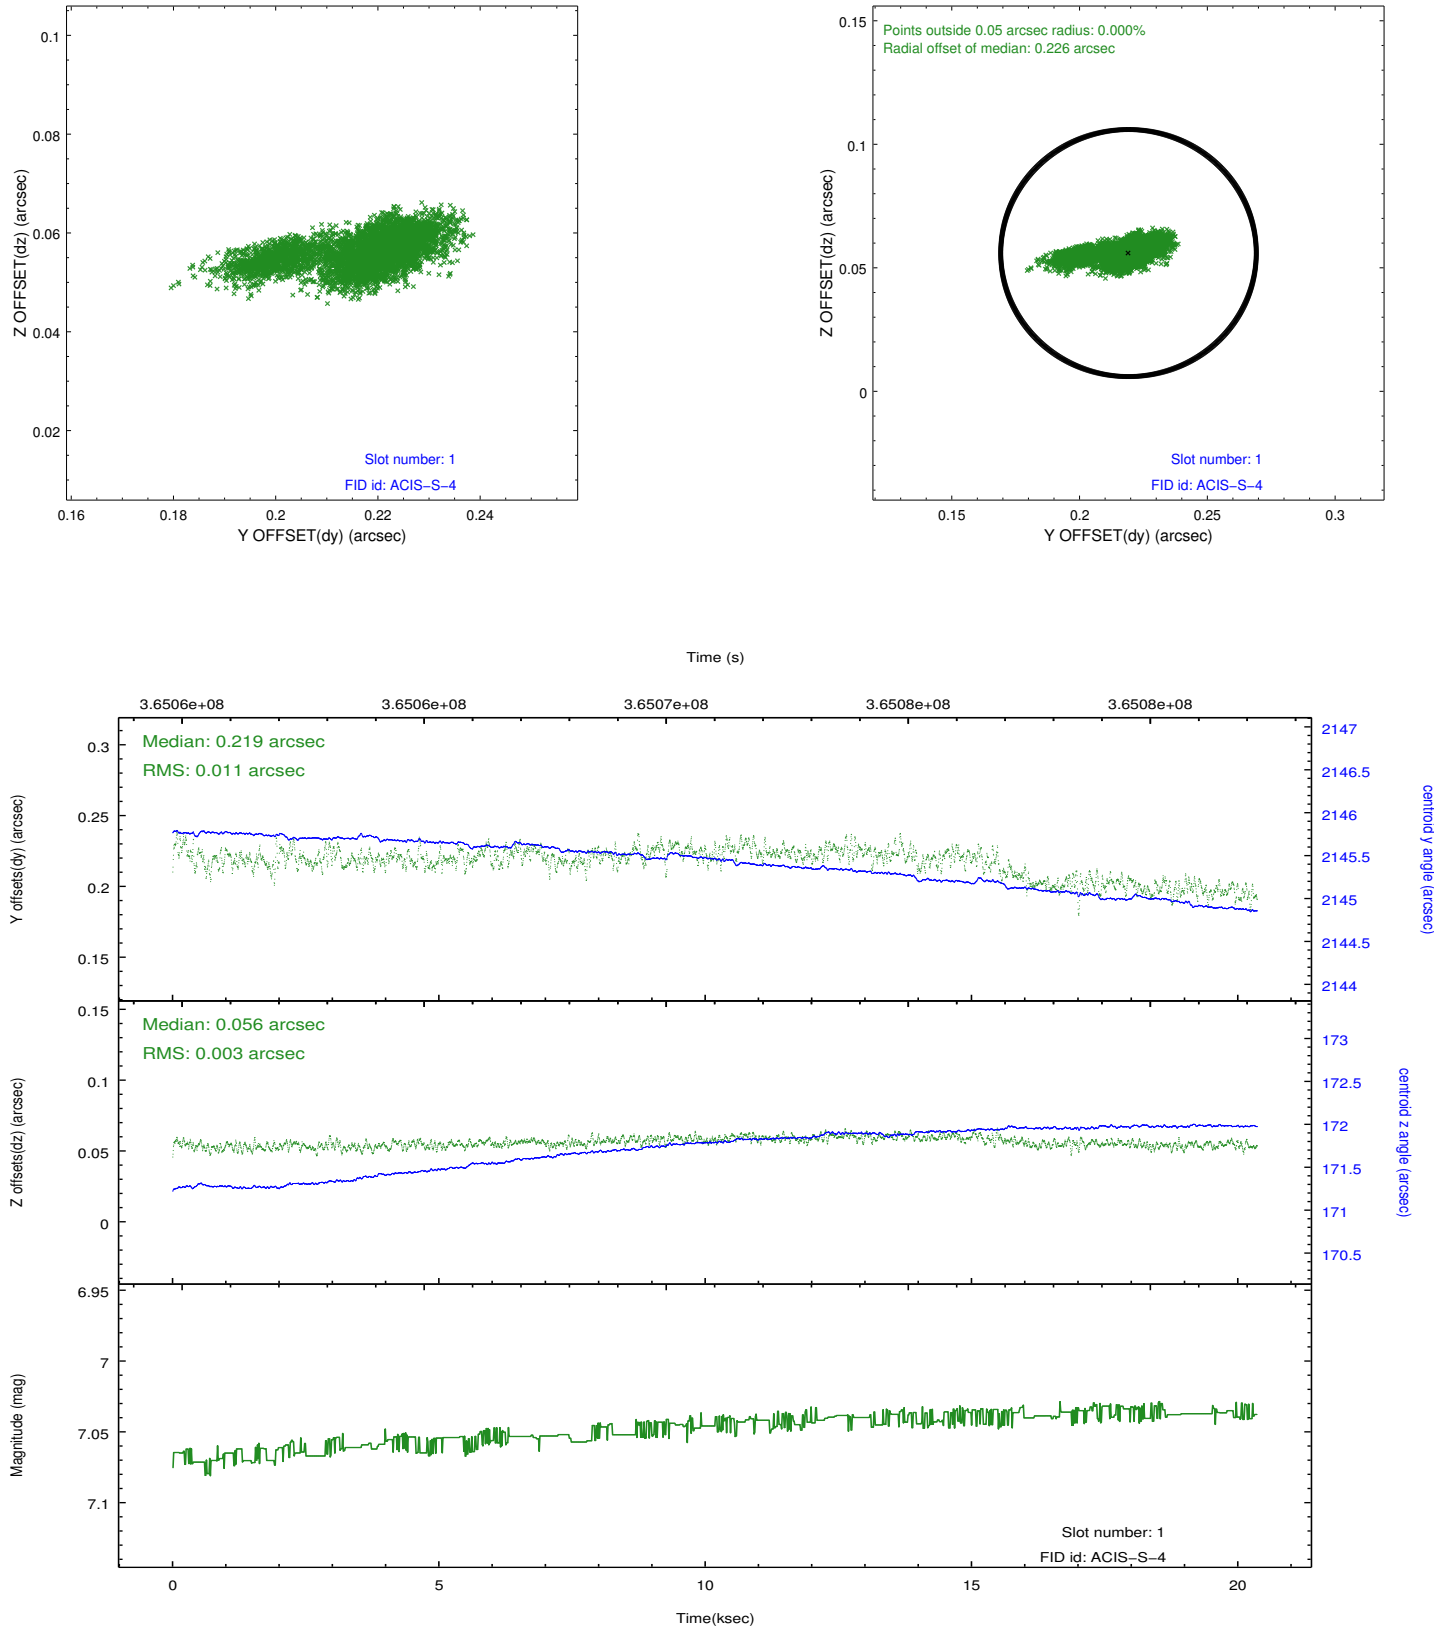 0.1
0.08
0.06
0.04
0.02
Z OFFSET(dz) (arcsec)
Slot number: 1
FID id: ACIS−S−4
0.16 0.18 0.2 0.22 0.24
Y OFFSET(dy) (arcsec)
Points outside 0.05 arcsec radius: 0.000%
Radial offset of median: 0.226 arcsec
0.15
0.1
0.05
0
Z OFFSET(dz) (arcsec)
Slot number: 1
FID id: ACIS−S−4
0.15 0.2 0.25 0.3
Y OFFSET(dy) (arcsec)
Time (s)
3.6506e+08 3.6506e+08 3.6507e+08 3.6508e+08 3.6508e+08
Median: 0.219 arcsec
RMS: 0.011 arcsec
0.3
0.25
0.2
0.15
Y offsets(dy) (arcsec)
2147
2146.5
2146
2145.5
2145
2144.5
2144
centroid y angle (arcsec)
Median: 0.056 arcsec
RMS: 0.003 arcsec
0.15
0.1
0.05
0
Z offsets(dz) (arcsec)
173
172.5
172
171.5
171
170.5
centroid z angle (arcsec)
6.95
7
7.05
7.1
Magnitude (mag)
Slot number: 1
FID id: ACIS−S−4
0 5 10 15 20
Time(ksec)